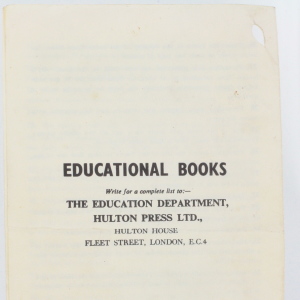 EDUCATIONAL BOOKS
Write for a complete list to:—
THE EDUCATION DEPARTMENT,
HULTON PRESS LTD.,
HULTON HOUSE
FLEET STREET, LONDON, E.C.4